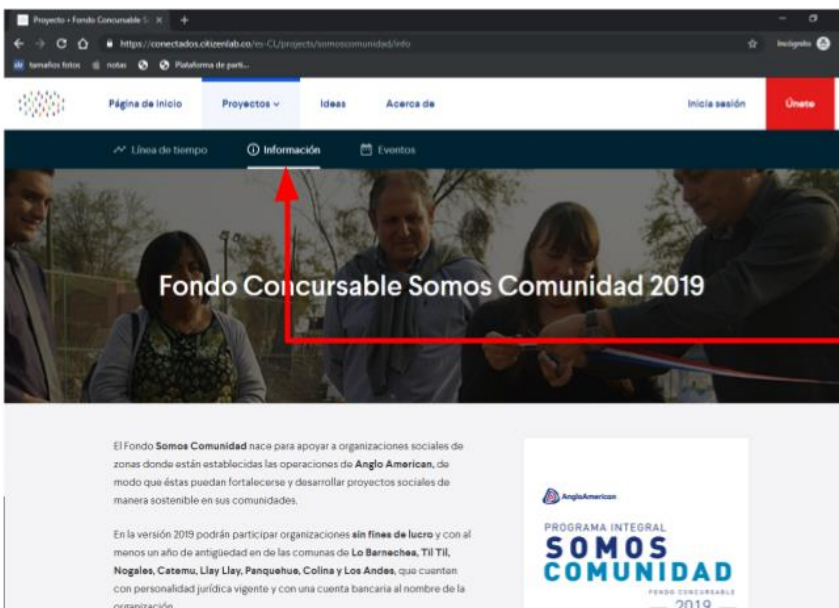 Proyecto • Fondo Concursable S
https://conectados.citizenlab.co/es-CL/projects/somoscomunidad/info
Incógnito
tamaños fotos
notas
Plataforma de parti...
Página de inicio
Proyectos
Ideas
Acerca de
Inicia sesión
Únete
Línea de tiempo
Información
Eventos
Fondo Concursable Somos Comunidad 2019
El Fondo Somos Comunidad nace para apoyar a organizaciones sociales de
zonas donde están establecidas las operaciones de Anglo American, de
modo que éstas puedan fortalecerse y desarrollar proyectos sociales de
manera sostenible en sus comunidades.
En la versión 2019 podrán participar organizaciones sin fines de lucro y con al
menos un año de antigüedad en de las comunas de Lo Barnechea, Til Til,
Nogales, Catemu, Llay Llay, Panquehue, Colina y Los Andes, que cuenten
con personalidad jurídica vigente y con una cuenta bancaria al nombre de la
organización
AngloAmerican
PROGRAMA INTEGRAL
SOMOS
COMUNIDAD
FONDO CONCURSABLE
2019